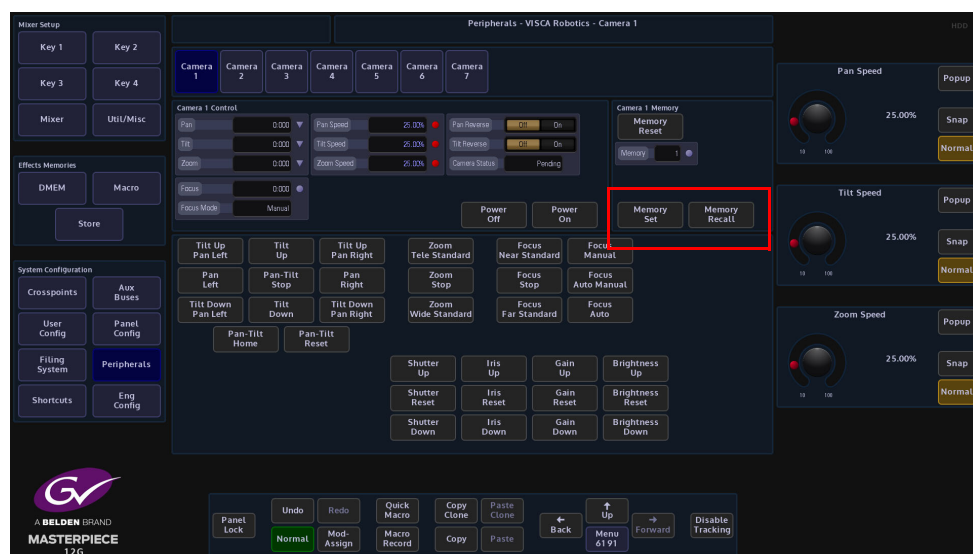 Mixer Setup
Key 1
Key 2
Key 3
Key 4
Mixer
Util/Misc
Effects Memories
DMEM
Macro
Store
System Configuration
Crosspoints
Aux
Buses
User
Config
Panel
Config
Filing
System
Peripherals
Shortcuts
Eng
Config
GV
A BELDEN BRAND
MASTERPIECE
12G
Peripherals - VISCA Robotics - Camera 1
HDD
Camera
1
Camera
2
Camera
3
Camera
4
Camera
5
Camera
6
Camera
7
Camera 1 Control
Pan 0.000
Pan Speed 25.00%
Pan Reverse Off On
Tilt 0.000
Tilt Speed 25.00%
Tilt Reverse Off On
Zoom 0.000
Zoom Speed 25.00%
Camera Status Pending
Focus 0.000
Focus Mode Manual
Power
Off
Power
On
Camera 1 Memory
Memory
Reset
Memory 1
Memory
Set
Memory
Recall
Tilt Up
Pan Left
Tilt
Up
Tilt Up
Pan Right
Zoom
Tele Standard
Focus
Near Standard
Focus
Manual
Pan
Left
Pan-Tilt
Stop
Pan
Right
Zoom
Stop
Focus
Stop
Focus
Auto Manual
Tilt Down
Pan Left
Tilt
Down
Tilt Down
Pan Right
Zoom
Wide Standard
Focus
Far Standard
Focus
Auto
Pan-Tilt
Home
Pan-Tilt
Reset
Shutter
Up
Iris
Up
Gain
Up
Brightness
Up
Shutter
Reset
Iris
Reset
Gain
Reset
Brightness
Reset
Shutter
Down
Iris
Down
Gain
Down
Brightness
Down
Pan Speed
25.00%
10 100
Popup
Snap
Normal
Tilt Speed
25.00%
10 100
Popup
Snap
Normal
Zoom Speed
25.00%
10 100
Popup
Snap
Normal
Panel
Lock
Undo
Redo
Normal
Mod-
Assign
Quick
Macro
Macro
Record
Copy
Clone
Paste
Clone
Copy
Paste
← Back
↑ Up
Menu
6191
→ Forward
Disable
Tracking